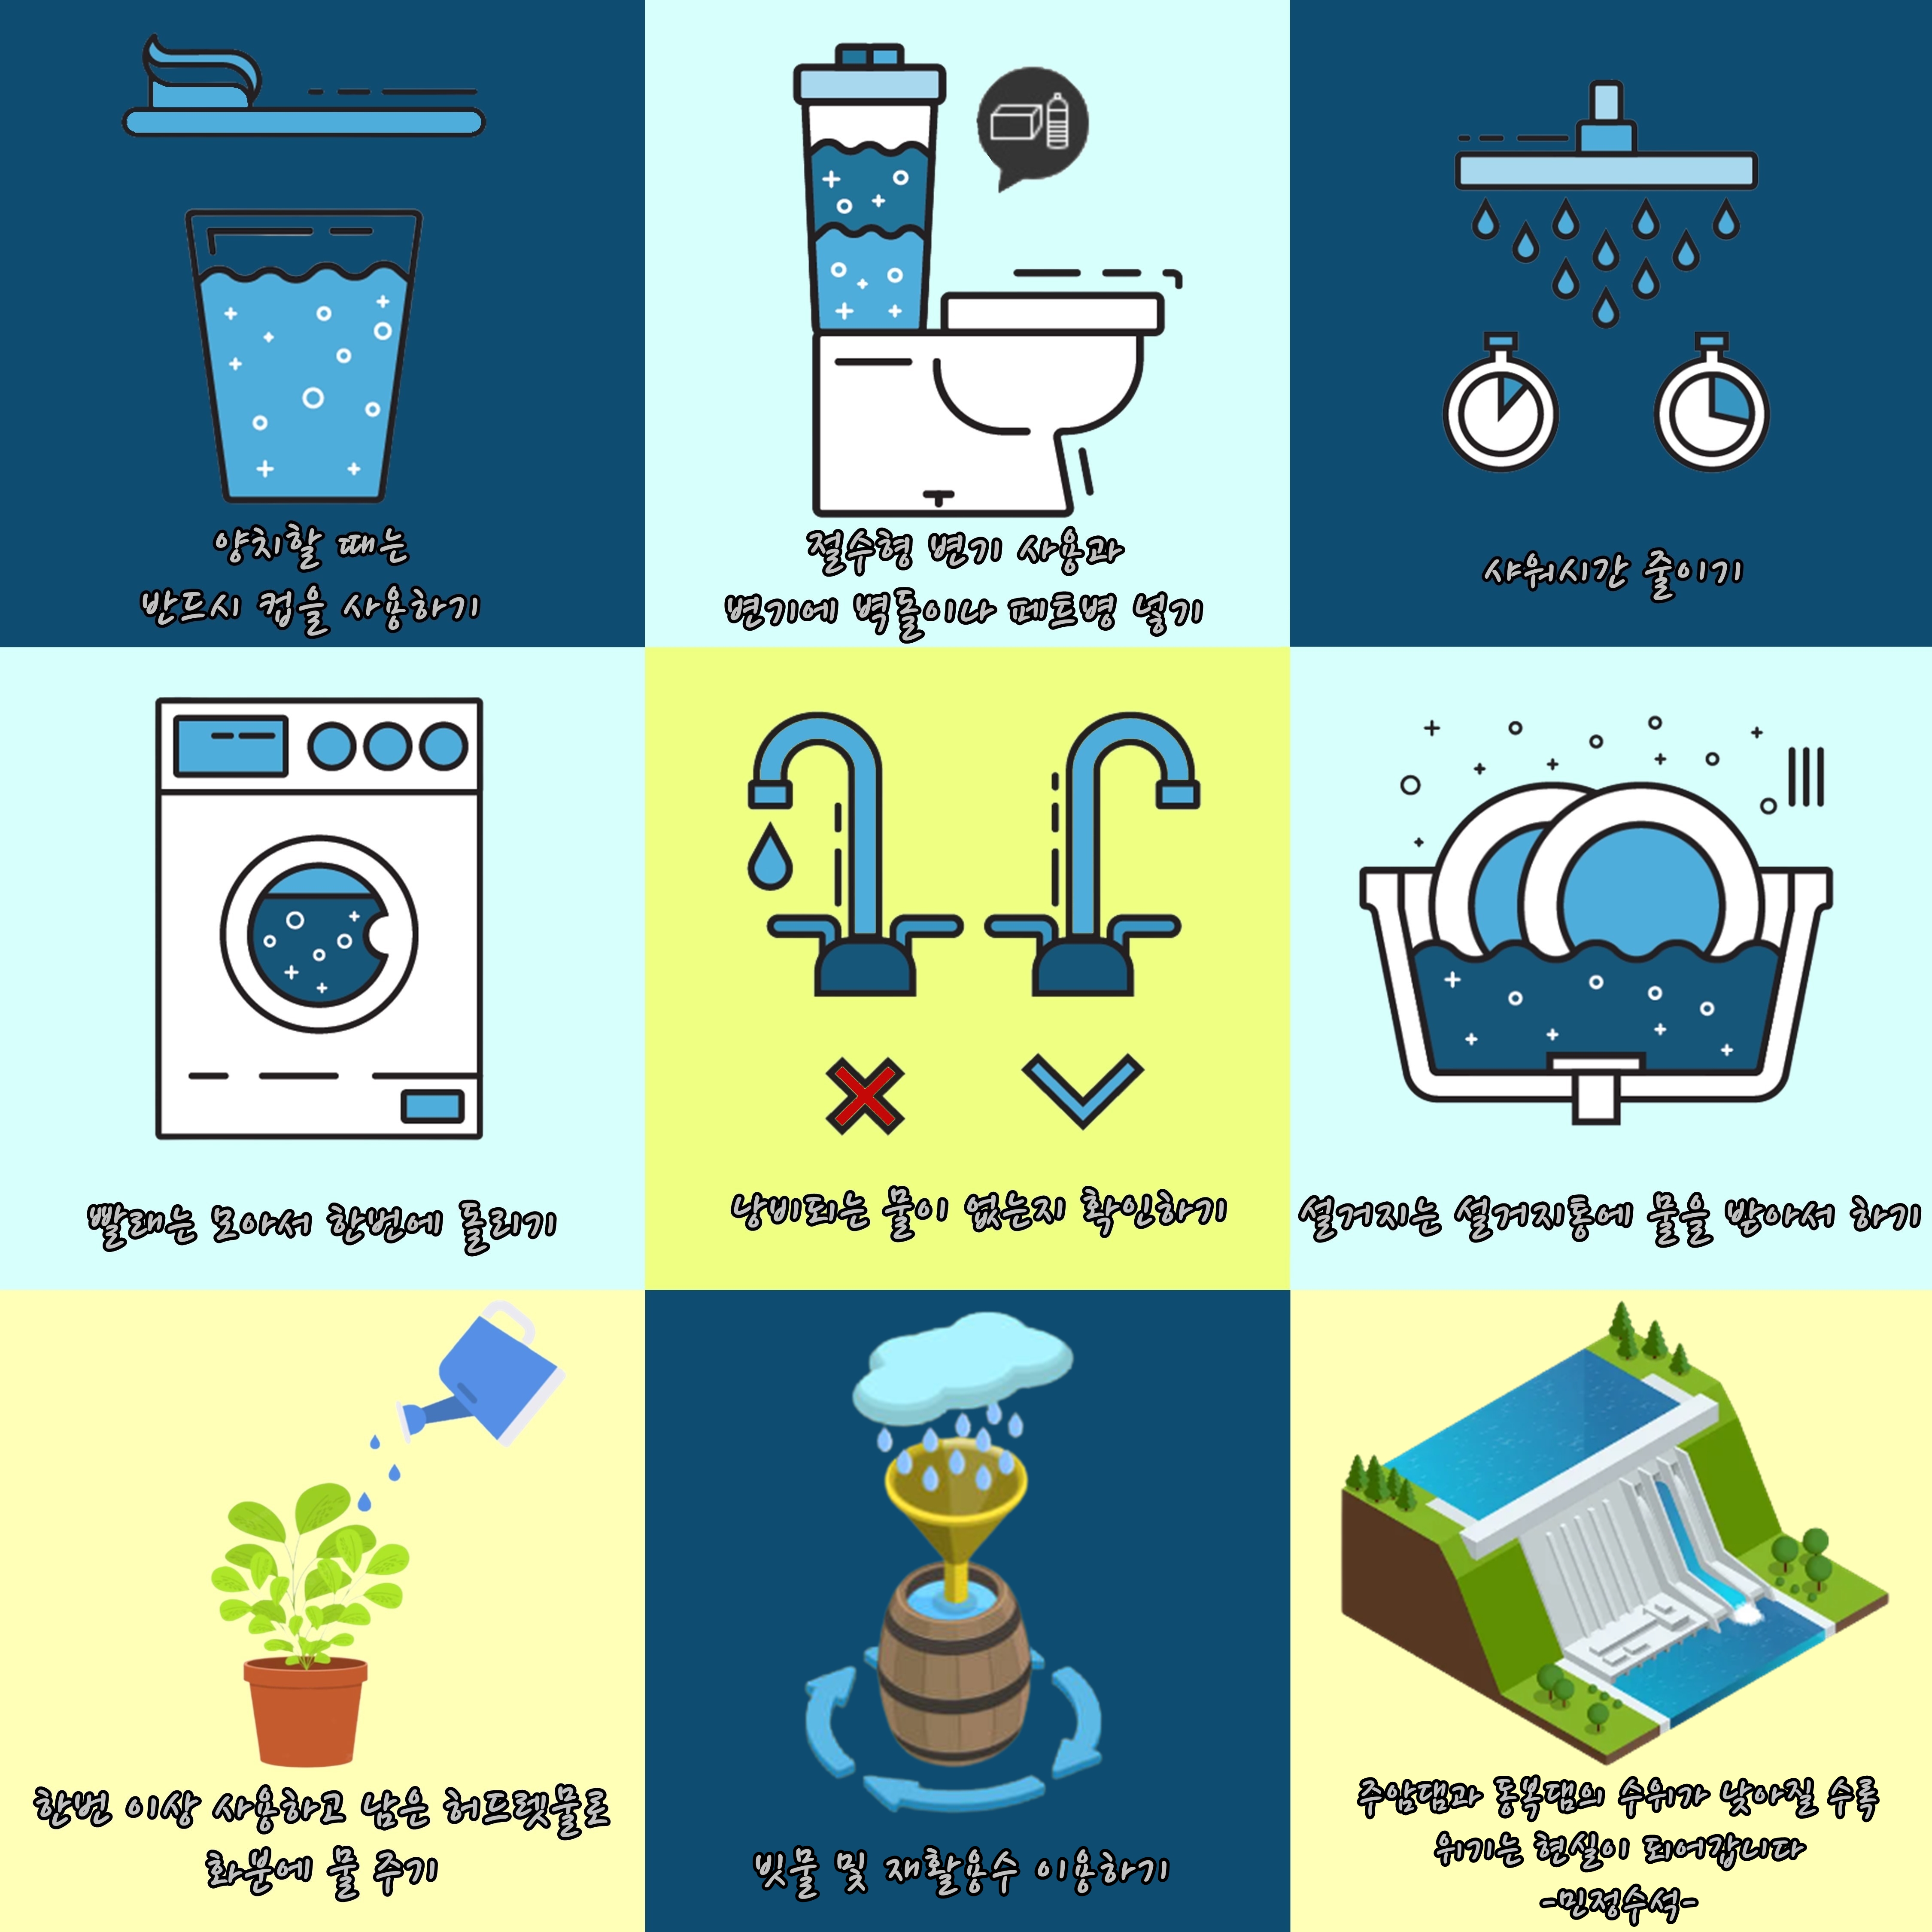 양치할 때는
반드시 컵을 사용하기
절수형 변기 사용과
변기에 벽돌이나 페트병 넣기
샤워시간 줄이기
빨래는 모아서 한번에 돌리기
낭비되는 물이 없는지 확인하기
설거지는 설거지통에 물을 받아서 하기
한번 이상 사용하고 남은 허드렛물로
화분에 물 주기
빗물 및 재활용수 이용하기
주암댐과 동복댐의 수위가 낮아질 수록
위기는 현실이 되어갑니다
-민정수석-